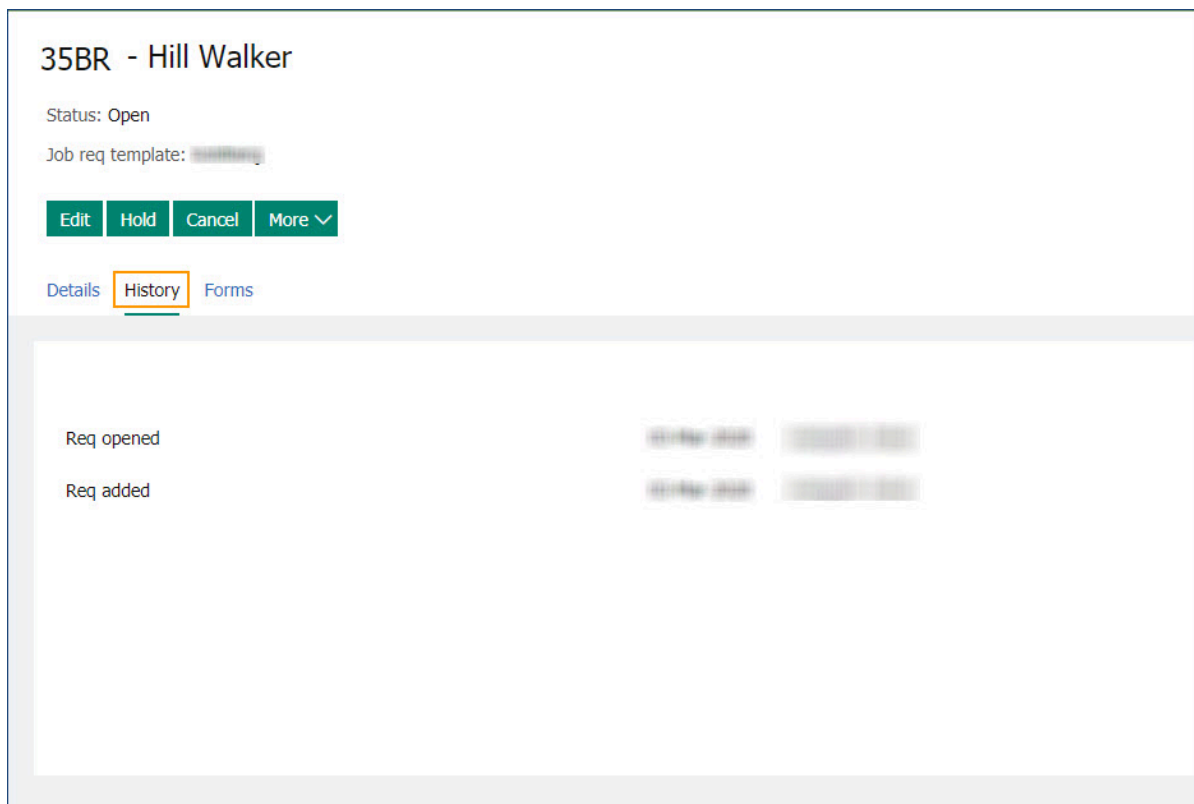 35BR - Hill Walker
Status: Open
Job req template:
Edit Hold Cancel More
Details History Forms
Req opened
Req added